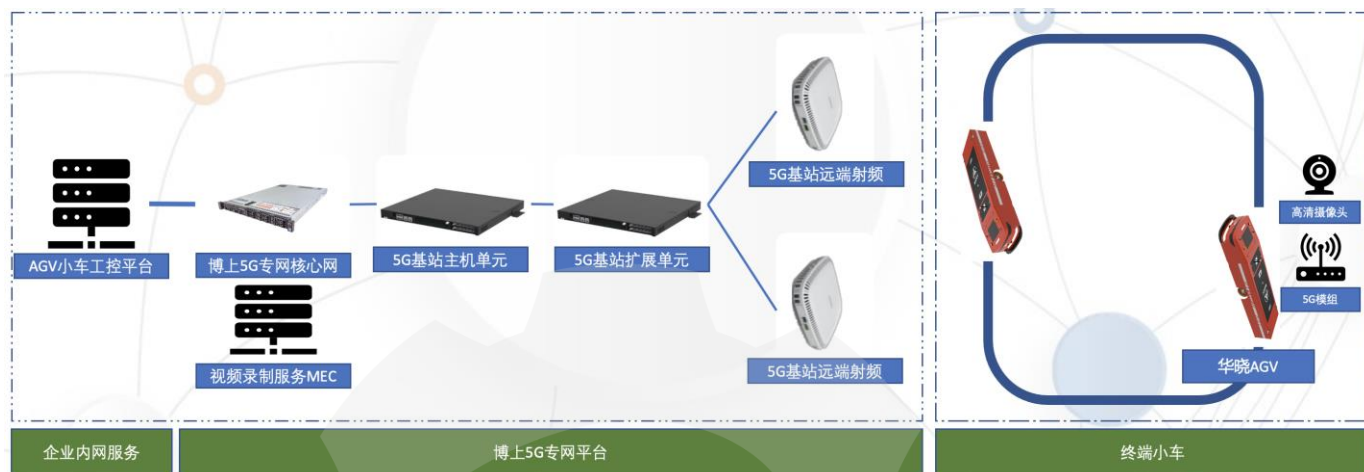 5G基站远端射频
高清摄像头
AGV小车工控平台
博上5G专网核心网
5G基站主机单元
5G基站扩展单元
5G模组
视频录制服务MEC
5G基站远端射频
华晓AGV
企业内网服务
博上5G专网平台
终端小车